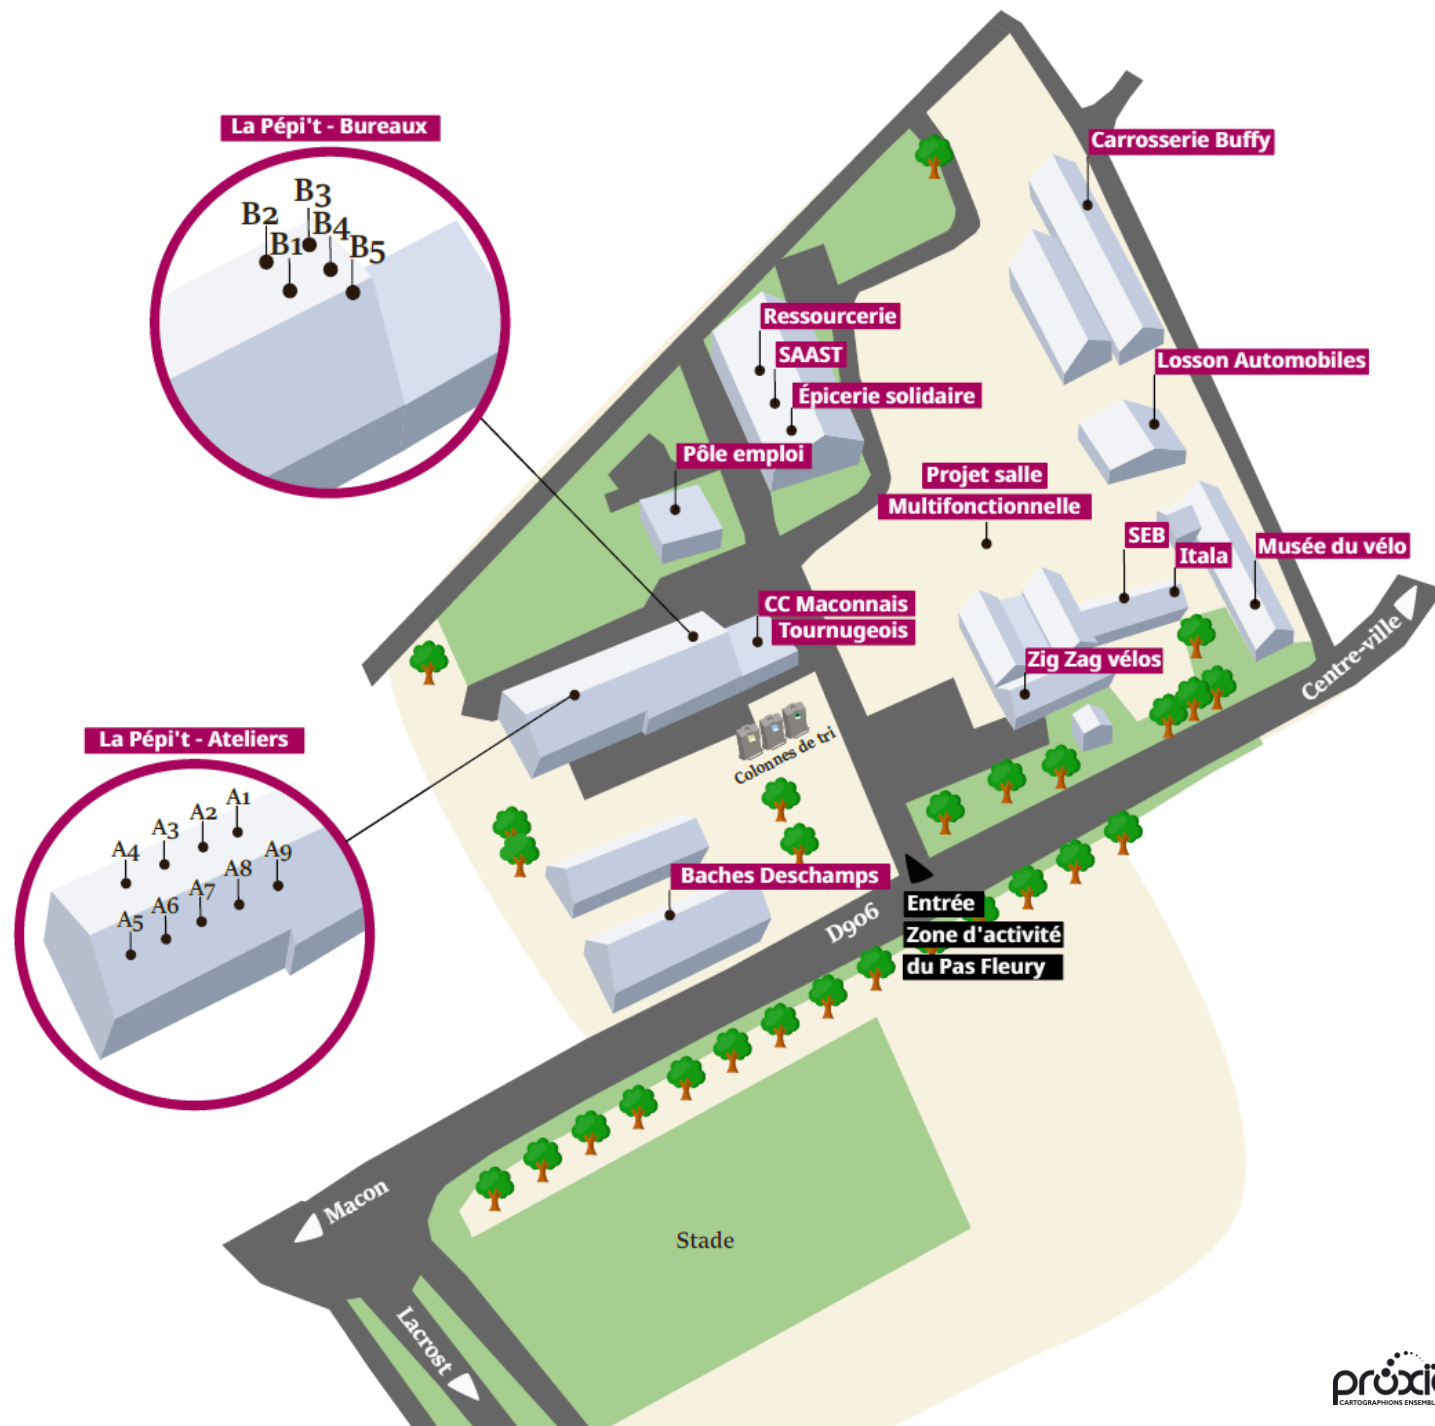 La Pépi't - Bureaux
B3
B2
B4
B1
B5
Carrosserie Buffy
Ressourcerie
SAAST
Épicerie solidaire
Losson Automobiles
Pôle emploi
Projet salle
Multifonctionnelle
SEB
Itala
Musée du vélo
CC Maconnais
Tournugeois
Zig Zag vélos
Centre-ville
Colonnes de tri
La Pépi't - Ateliers
A1
A2
A3
A4
A9
A8
A7
A6
A5
Baches Deschamps
D906
Entrée
Zone d'activité
du Pas Fleury
Macon
Stade
Lacrost
CARTOGRAPHIONS ENSEMBL